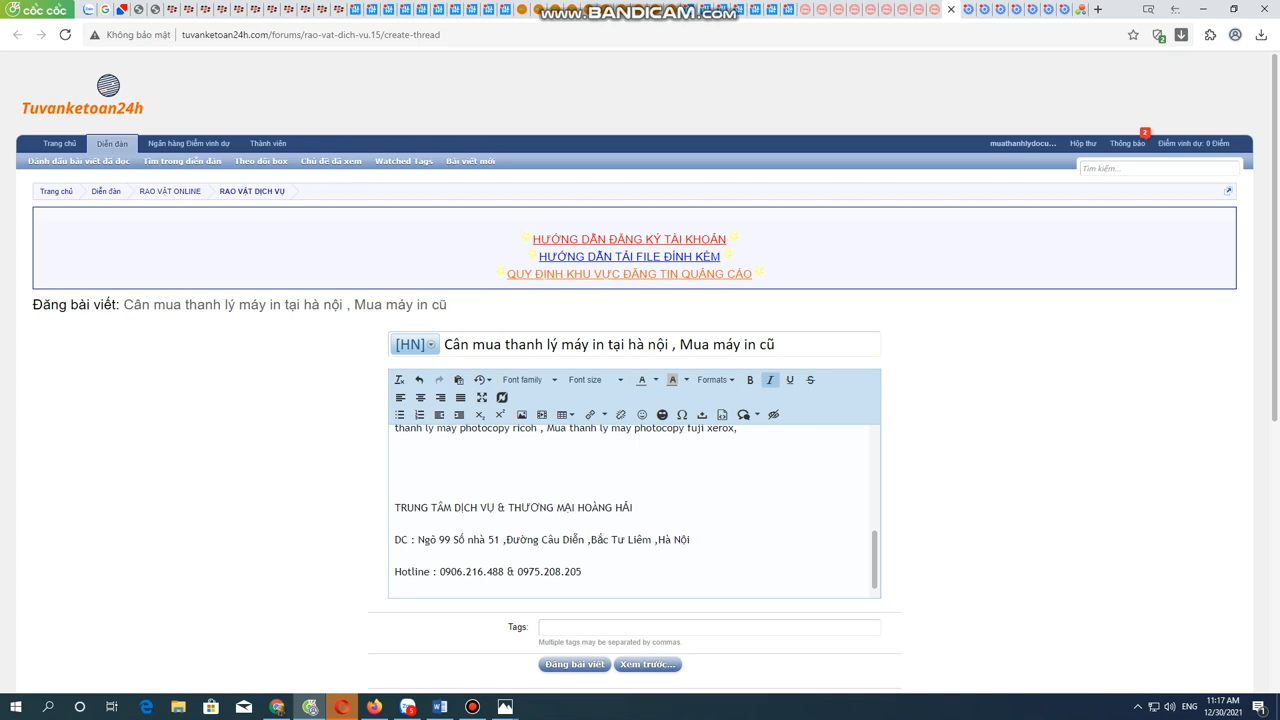 WWW.BANDICAM.COM
Không bảo mật
tuvanketoan24h.com/forums/rao-vat-dich-vu.15/create-thread
2
Tuvanketoan24h
Trang chủ
Diễn đàn
Ngân hàng Điểm vinh dự
Thành viên
muathanhlydocu...
Hộp thư
Thông báo
2
Điểm vinh dự: 0 Điểm
Đánh dấu bài viết đã đọc
Tìm trong diễn đàn
Theo dõi box
Chủ đề đã xem
Watched Tags
Bài viết mới
Tìm kiếm...
Trang chủ
Diễn đàn
RAO VẶT ONLINE
RAO VẶT DỊCH VỤ
HƯỚNG DẪN ĐĂNG KÝ TÀI KHOẢN
HƯỚNG DẪN TẢI FILE ĐÍNH KÈM
QUY ĐỊNH KHU VỰC ĐĂNG TIN QUẢNG CÁO
Đăng bài viết: Cần mua thanh lý máy in tại hà nội , Mua máy in cũ
[HN] Cần mua thanh lý máy in tại hà nội , Mua máy in cũ
Font family
Font size
A
A
Formats
B
I
U
S
thanh lý máy photocopy ricoh , Mua thanh lý máy photocopy fuji xerox,
TRUNG TÂM DỊCH VỤ & THƯƠNG MẠI HOÀNG HẢI
DC : Ngõ 99 Số nhà 51 ,Đường Cầu Diễn ,Bắc Từ Liêm ,Hà Nội
Hotline : 0906.216.488 & 0975.208.205
Tags:
Multiple tags may be separated by commas.
Đăng bài viết
Xem trước...
5
ENG
11:17 AM
12/30/2021
1